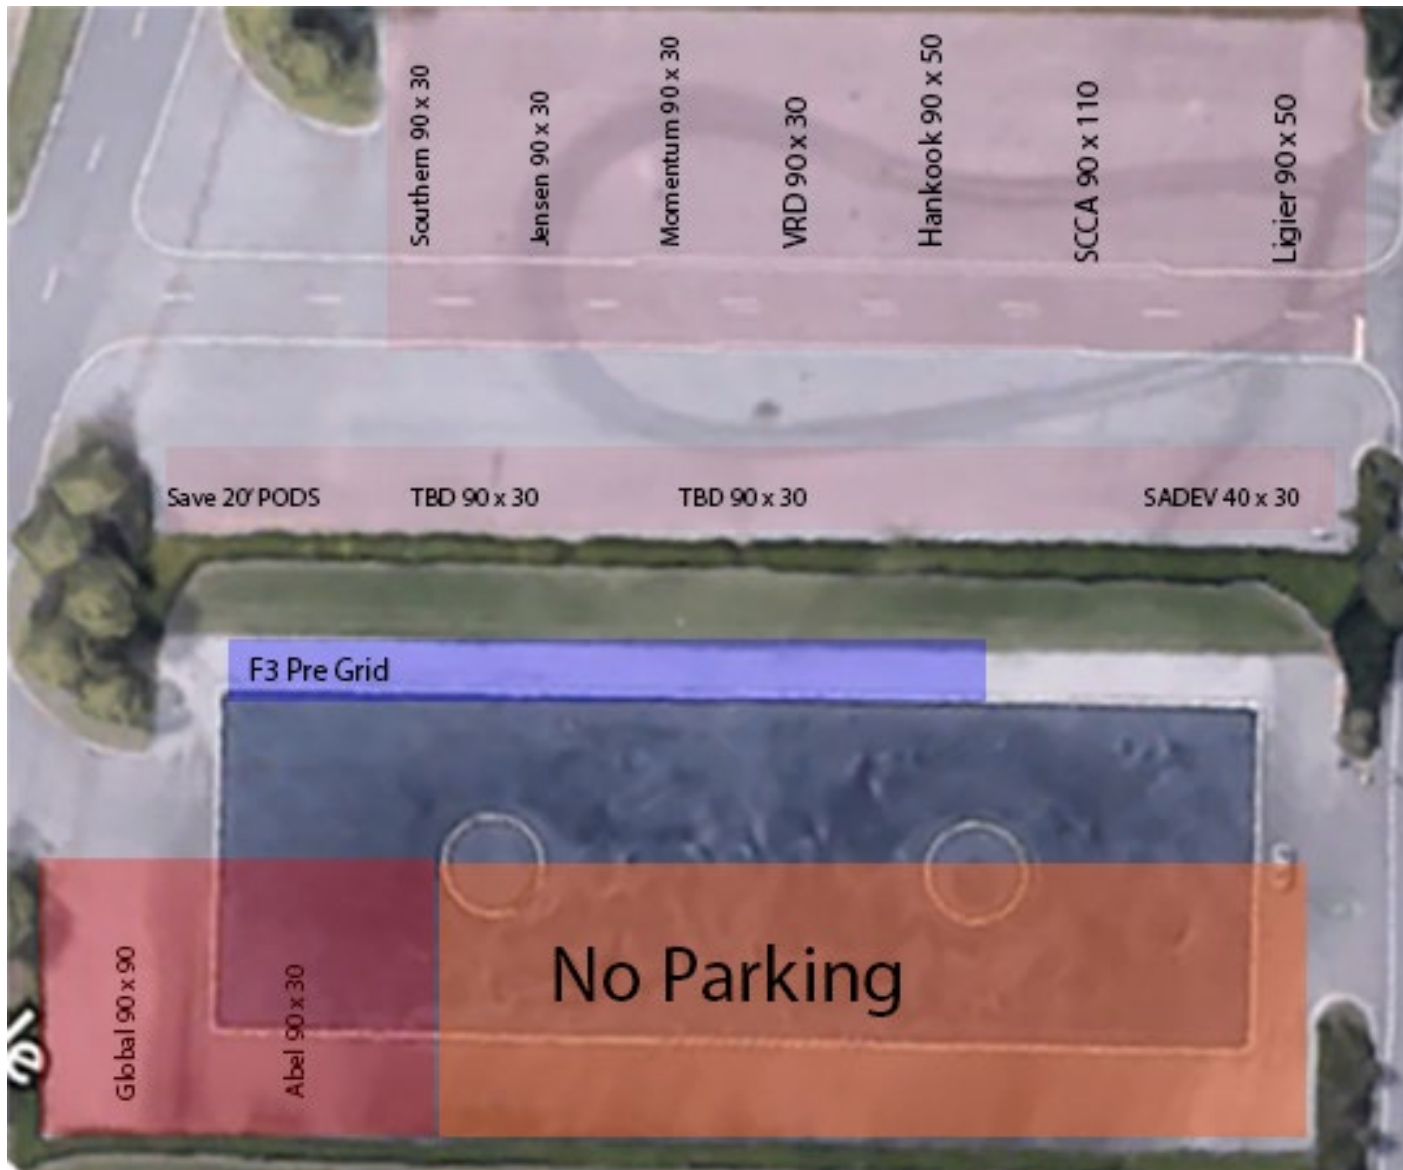 Southern 90 x 30
Jensen 90 x 30
Momentum 90 x 30
VRD 90 x 30
Hankook 90 x 50
SCCA 90 x 110
Ligier 90 x 50
Save 20' PODS
TBD 90 x 30
TBD 90 x 30
SADEV 40 x 30
F3 Pre Grid
Global 90 x 90
Abel 90 x 30
No Parking